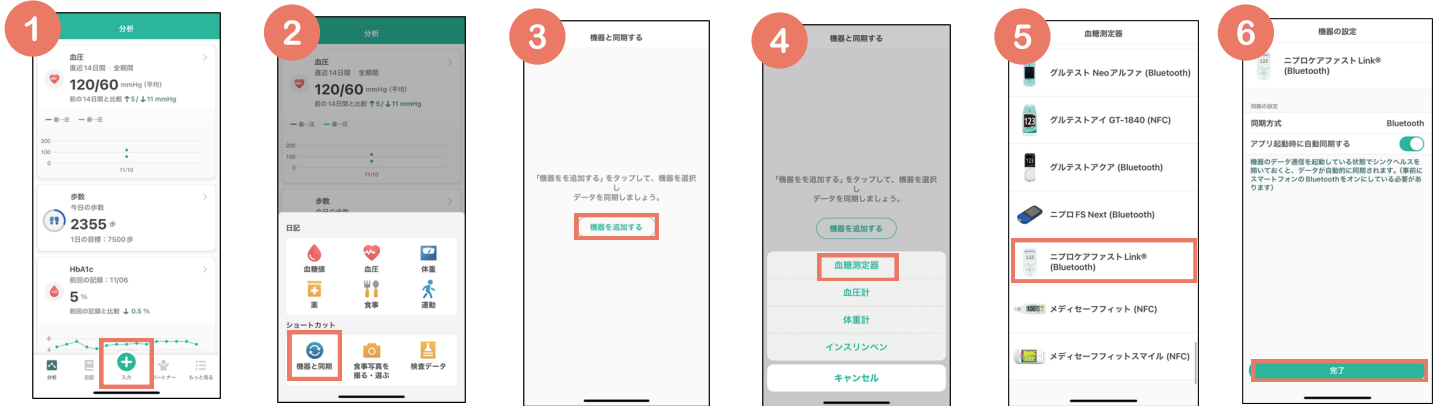 1
分析
血圧
直近14日間 全期間
120/60 mmHg (平均)
前の14日間と比較 ↑5/↓11 mmHg
200
100
0
11/10
歩数
今日の歩数
2355 歩
1日の目標：7500歩
HbA1c
前回の記録：11/06
5 %
前回の記録と比較 ↓ 0.5 %
6
4
分析
日記
入力
パートナー
もっと見る
2
分析
血圧
直近14日間 全期間
120/60 mmHg (平均)
前の14日間と比較 ↑5/↓11 mmHg
200
100
0
11/10
歩数
今日の歩数
日記
血糖値
血圧
体重
薬
食事
運動
ショートカット
機器と同期
食事写真を
撮る・選ぶ
検査データ
3
機器と同期する
「機器をを追加する」をタップして、機器を選択
し
データを同期しましょう。
機器を追加する
4
機器と同期する
「機器をを追加する」をタップして、機器を選択
し
データを同期しましょう。
機器を追加する
血糖測定器
血圧計
体重計
インスリンペン
キャンセル
5
血糖測定器
グルテスト Neoアルファ (Bluetooth)
グルテストアイ GT-1840 (NFC)
グルテストアクア (Bluetooth)
ニプロFS Next (Bluetooth)
ニプロケアファスト Link®
(Bluetooth)
メディセーフフィット (NFC)
メディセーフフィットスマイル (NFC)
6
機器の設定
ニプロケアファスト Link®
(Bluetooth)
同期の設定
同期方式
Bluetooth
アプリ起動時に自動同期する
機器のデータ通信を起動している状態でシンクヘルスを
開いておくと、データが自動的に同期されます。(事前に
スマートフォンのBluetoothをオンにしている必要があ
ります)
完了